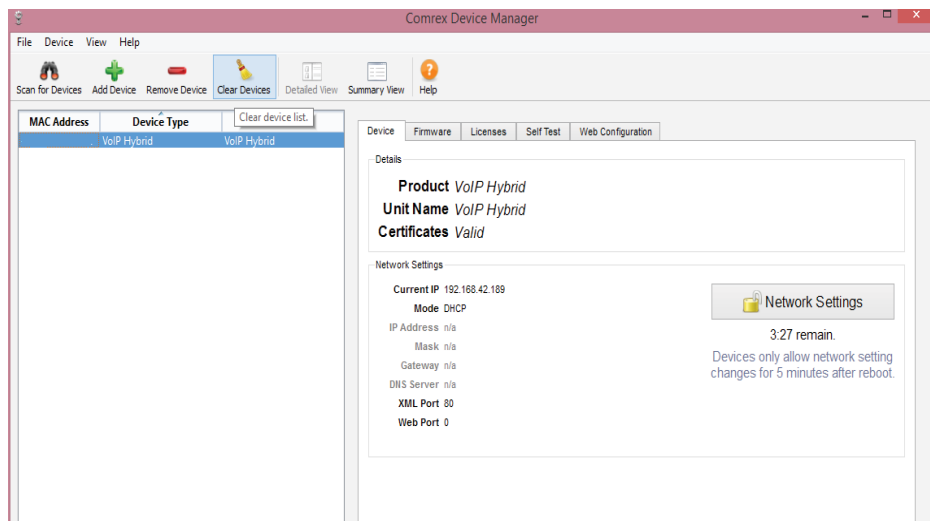 Comrex Device Manager
File Device View Help
Scan for Devices Add Device Remove Device Clear Devices Detailed View Summary View Help
Clear device list.
MAC Address Device Type
VoIP Hybrid VoIP Hybrid
Device Firmware Licenses Self Test Web Configuration
Details
Product VoIP Hybrid
Unit Name VoIP Hybrid
Certificates Valid
Network Settings
Current IP 192.168.42.189
Mode DHCP
IP Address n/a
Mask n/a
Gateway n/a
DNS Server n/a
XML Port 80
Web Port 0
Network Settings
3:27 remain.
Devices only allow network setting
changes for 5 minutes after reboot.